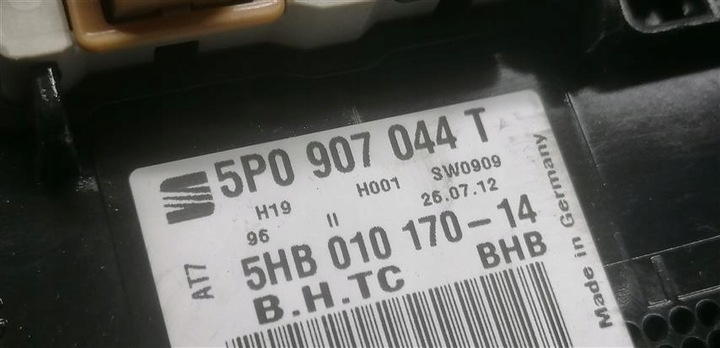 5P0 907 044 T
H19 H001 SW0909
96 II 26.07.12
AT7
5HB 010 170-14
B.H.TC BHB
Made in Germany